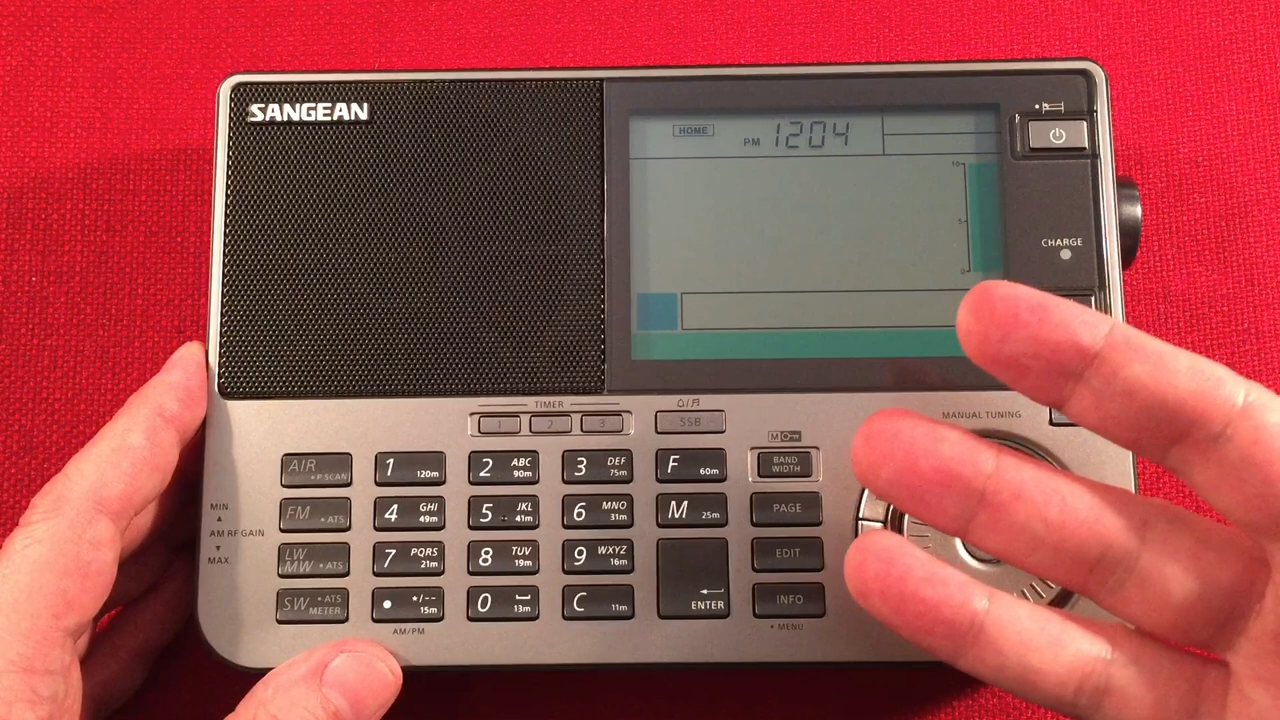 SANGEAN
HOME
PM 1204
10
5
0
CHARGE
TIMER
1 2 3
SSB
MANUAL TUNING
M
BAND WIDTH
AIR • P.SCAN
1 120m
2 ABC 90m
3 DEF 75m
F 60m
FM • ATS
4 GHI 49m
5 JKL 41m
6 MNO 31m
M 25m
PAGE
MIN.
AM RF GAIN
MAX.
LW MW • ATS
7 PQRS 21m
8 TUV 19m
9 WXYZ 16m
ENTER
EDIT
SW • ATS METER
• */-- 15m
0 13m
C 11m
INFO
AM/PM
• MENU